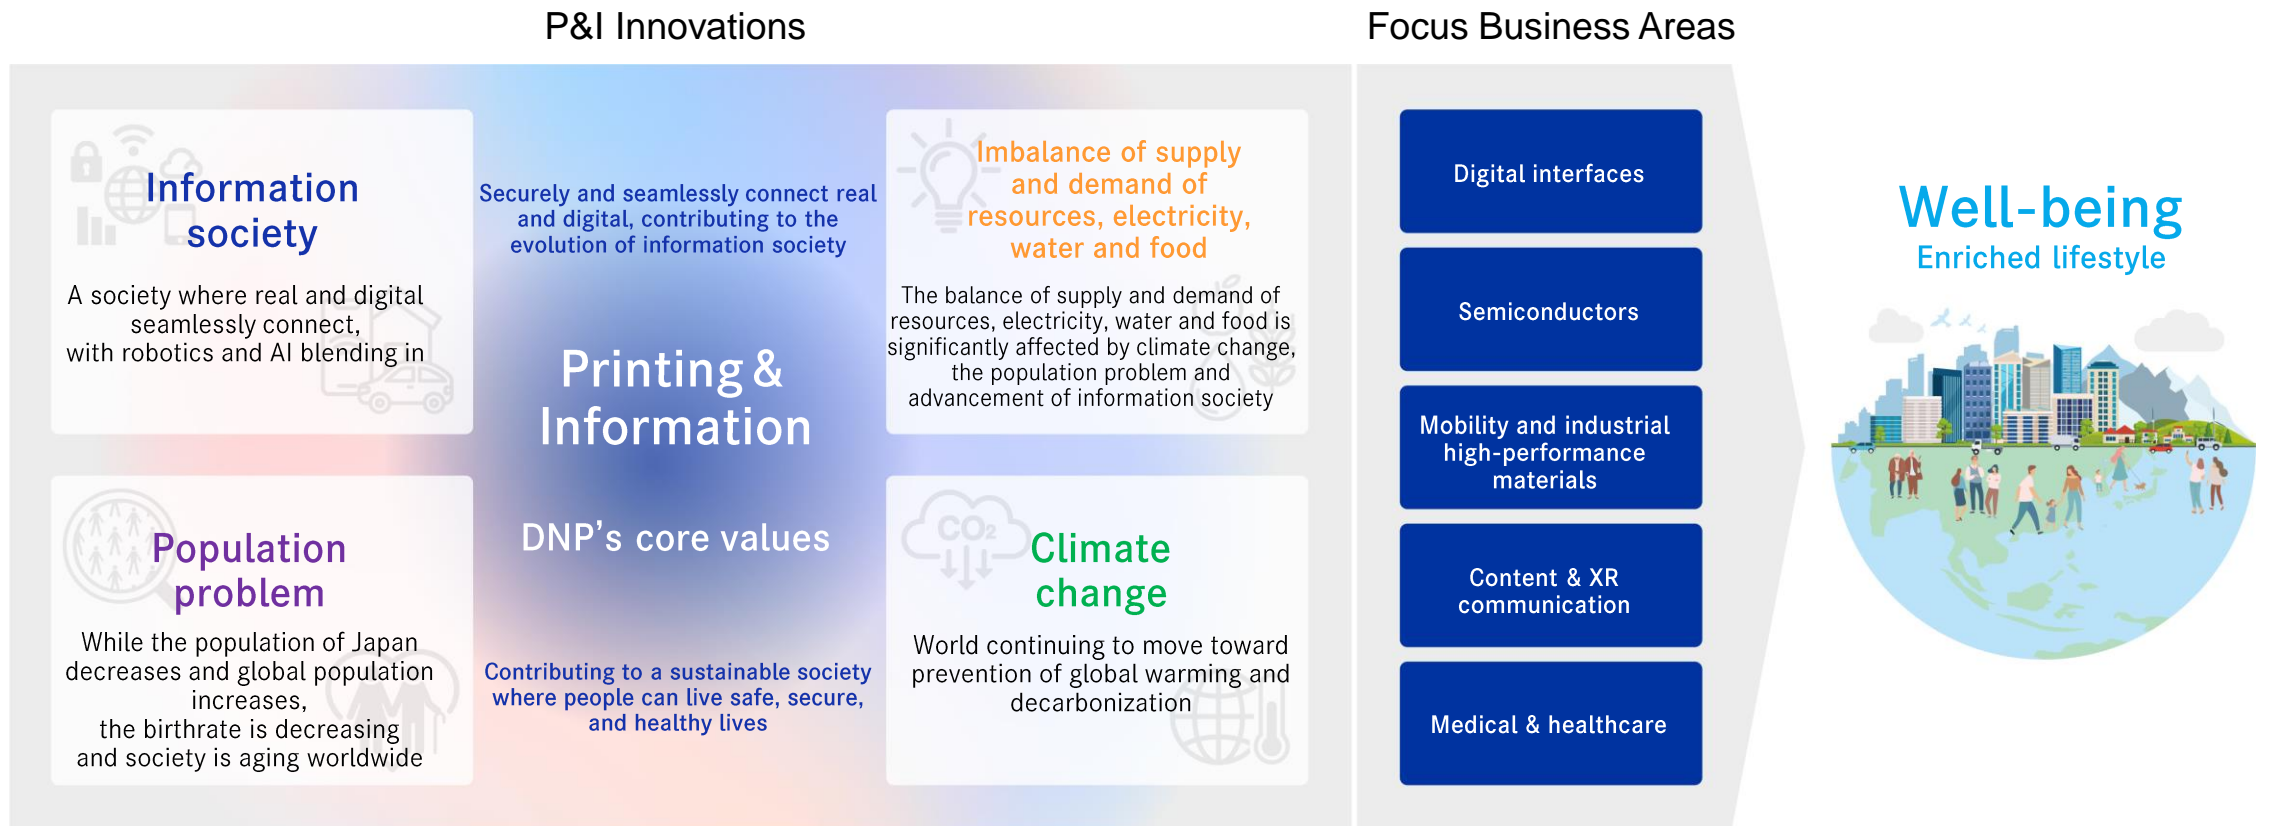 P&I Innovations
Focus Business Areas
Information
society
A society where real and digital
seamlessly connect,
with robotics and AI blending in
Securely and seamlessly connect real
and digital, contributing to the
evolution of information society
Imbalance of supply
and demand of
resources, electricity,
water and food
The balance of supply and demand of
resources, electricity, water and food is
significantly affected by climate change,
the population problem and
advancement of information society
Printing &
Information
DNP's core values
Population
problem
While the population of Japan
decreases and global population
increases,
the birthrate is decreasing
and society is aging worldwide
Contributing to a sustainable society
where people can live safe, secure,
and healthy lives
CO2
Climate
change
World continuing to move toward
prevention of global warming and
decarbonization
Digital interfaces
Semiconductors
Mobility and industrial
high-performance
materials
Content & XR
communication
Medical & healthcare
Well-being
Enriched lifestyle